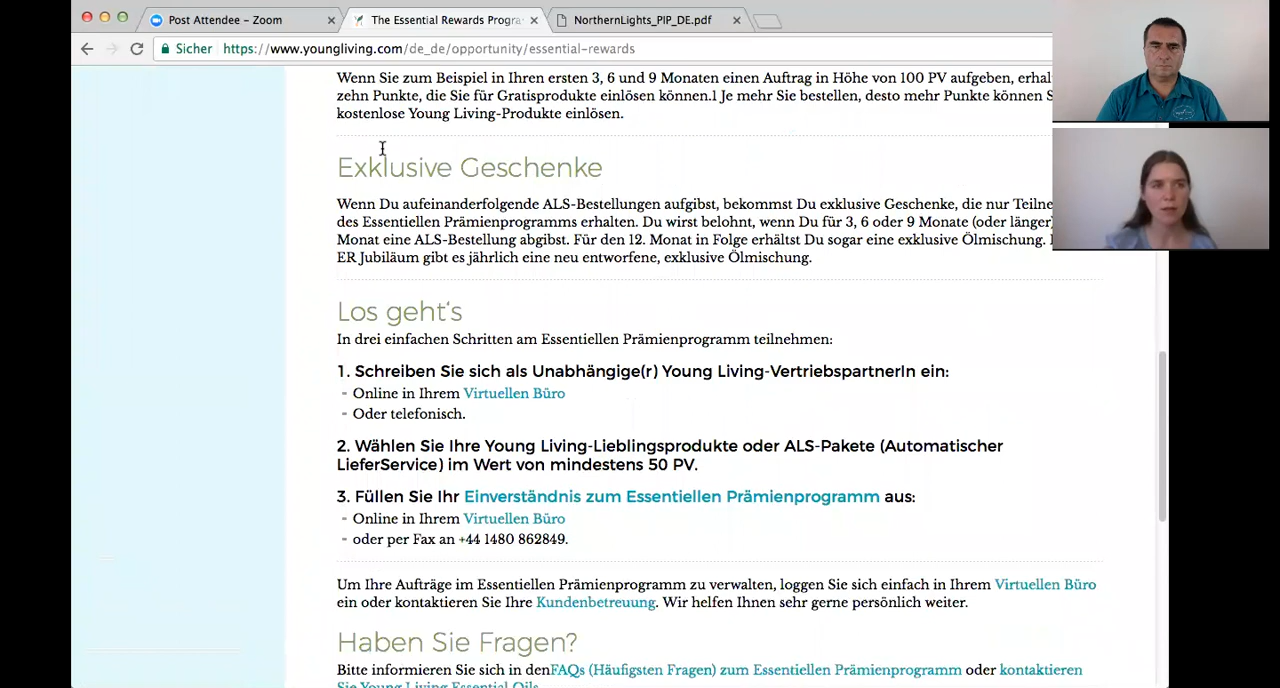 Post Attendee - Zoom
The Essential Rewards Progra
NorthernLights_PIP_DE.pdf
Sicher https://www.youngliving.com/de_de/opportunity/essential-rewards
Wenn Sie zum Beispiel in Ihren ersten 3, 6 und 9 Monaten einen Auftrag in Höhe von 100 PV aufgeben, erhal
zehn Punkte, die Sie für Gratisprodukte einlösen können.1 Je mehr Sie bestellen, desto mehr Punkte können S
kostenlose Young Living-Produkte einlösen.
Exklusive Geschenke
Wenn Du aufeinanderfolgende ALS-Bestellungen aufgibst, bekommst Du exklusive Geschenke, die nur Teilne
des Essentiellen Prämienprogramms erhalten. Du wirst belohnt, wenn Du für 3, 6 oder 9 Monate (oder länger)
Monat eine ALS-Bestellung abgibst. Für den 12. Monat in Folge erhältst Du sogar eine exklusive Ölmischung.
ER Jubiläum gibt es jährlich eine neu entworfene, exklusive Ölmischung.
Los geht's
In drei einfachen Schritten am Essentiellen Prämienprogramm teilnehmen:
1. Schreiben Sie sich als Unabhängige(r) Young Living-VertriebspartnerIn ein:
- Online in Ihrem Virtuellen Büro
- Oder telefonisch.
2. Wählen Sie Ihre Young Living-Lieblingsprodukte oder ALS-Pakete (Automatischer
LieferService) im Wert von mindestens 50 PV.
3. Füllen Sie Ihr Einverständnis zum Essentiellen Prämienprogramm aus:
- Online in Ihrem Virtuellen Büro
- oder per Fax an +44 1480 862849.
Um Ihre Aufträge im Essentiellen Prämienprogramm zu verwalten, loggen Sie sich einfach in Ihrem Virtuellen Büro
ein oder kontaktieren Sie Ihre Kundenbetreuung. Wir helfen Ihnen sehr gerne persönlich weiter.
Haben Sie Fragen?
Bitte informieren Sie sich in denFAQs (Häufigsten Fragen) zum Essentiellen Prämienprogramm oder kontaktieren
Sie Young Living Essential Oils